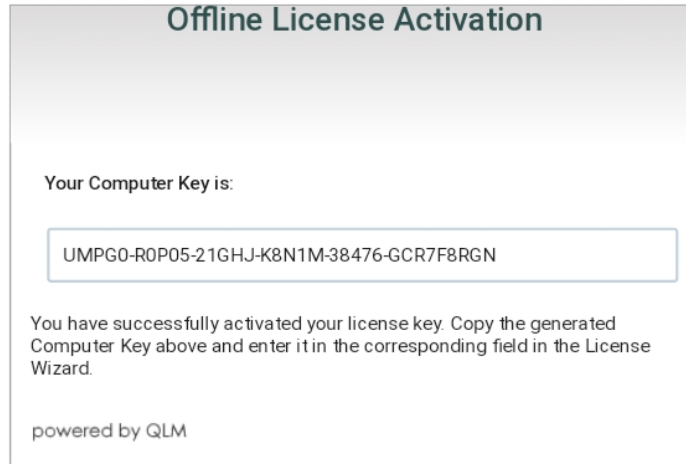 Offline License Activation
Your Computer Key is:
UMPG0-R0P05-21GHJ-K8N1M-38476-GCR7F8RGN
You have successfully activated your license key. Copy the generated
Computer Key above and enter it in the corresponding field in the License
Wizard.
powered by QLM